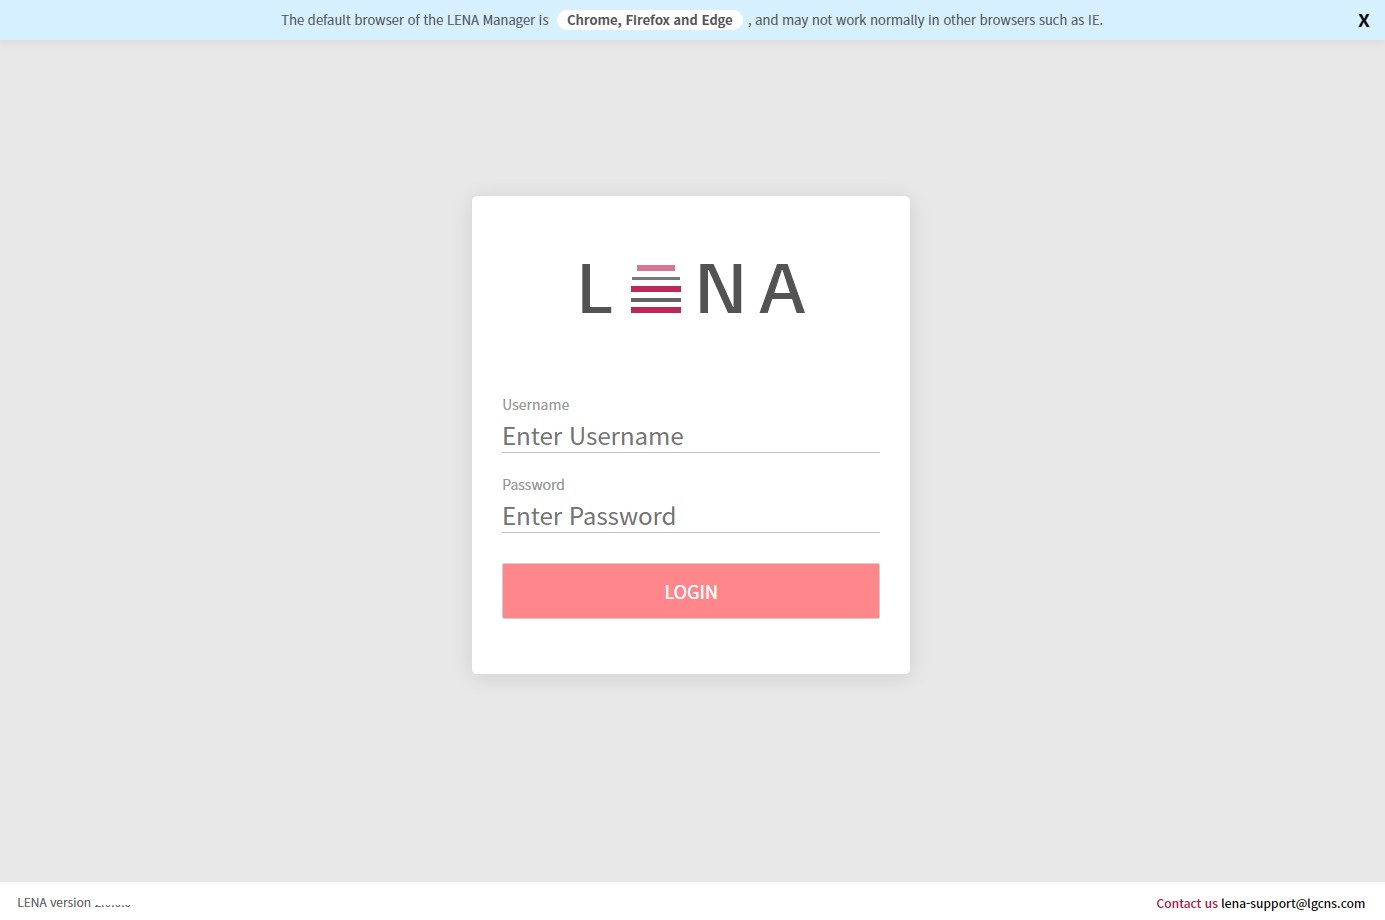 The default browser of the LENA Manager is Chrome, Firefox and Edge , and may not work normally in other browsers such as IE. X
LENA
Username
Enter Username
Password
Enter Password
LOGIN
LENA version
Contact us lena-support@lgcns.com